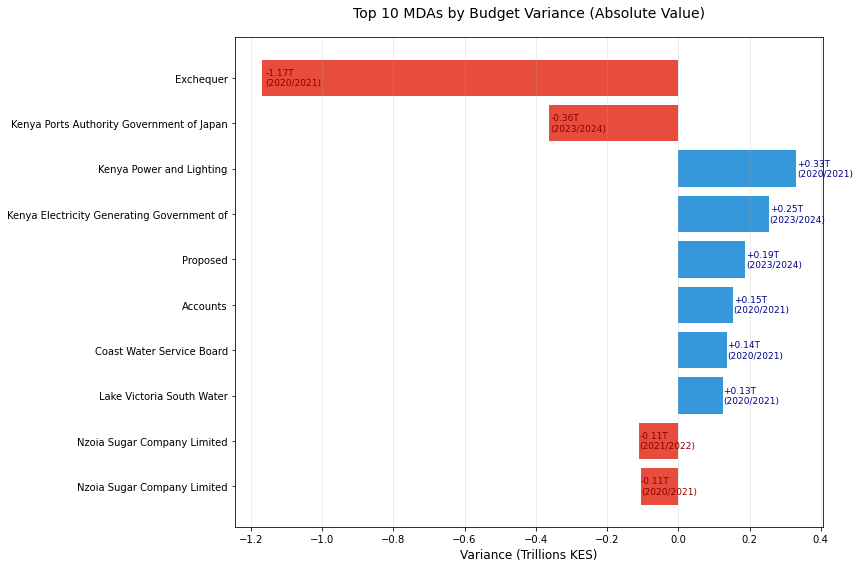 Top 10 MDAs by Budget Variance (Absolute Value)
Exchequer
-1.17T
(2020/2021)
Kenya Ports Authority Government of Japan
-0.36T
(2023/2024)
Kenya Power and Lighting
+0.33T
(2020/2021)
Kenya Electricity Generating Government of
+0.25T
(2023/2024)
Proposed
+0.19T
(2023/2024)
Accounts
+0.15T
(2020/2021)
Coast Water Service Board
+0.14T
(2020/2021)
Lake Victoria South Water
+0.13T
(2020/2021)
Nzoia Sugar Company Limited
-0.11T
(2021/2022)
Nzoia Sugar Company Limited
-0.11T
(2020/2021)
−1.2 −1.0 −0.8 −0.6 −0.4 −0.2 0.0 0.2 0.4
Variance (Trillions KES)